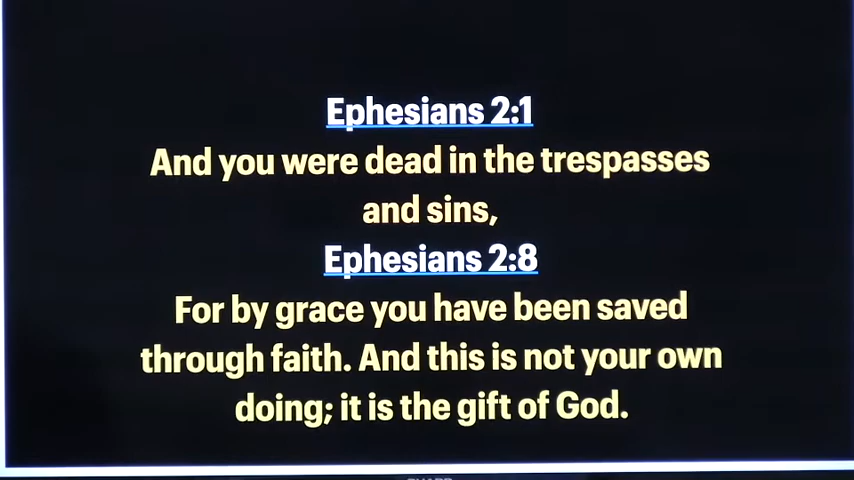 Ephesians 2:1
And you were dead in the trespasses
and sins,
Ephesians 2:8
For by grace you have been saved
through faith. And this is not your own
doing; it is the gift of God.